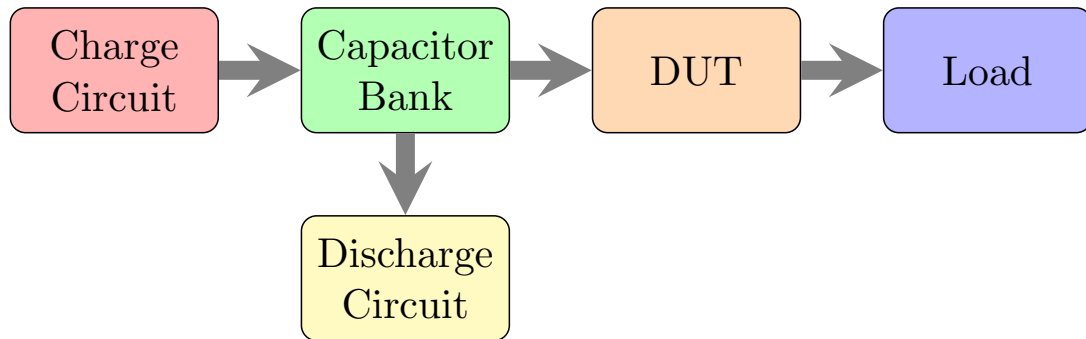 Charge
Circuit
Capacitor
Bank
DUT
Load
Discharge
Circuit